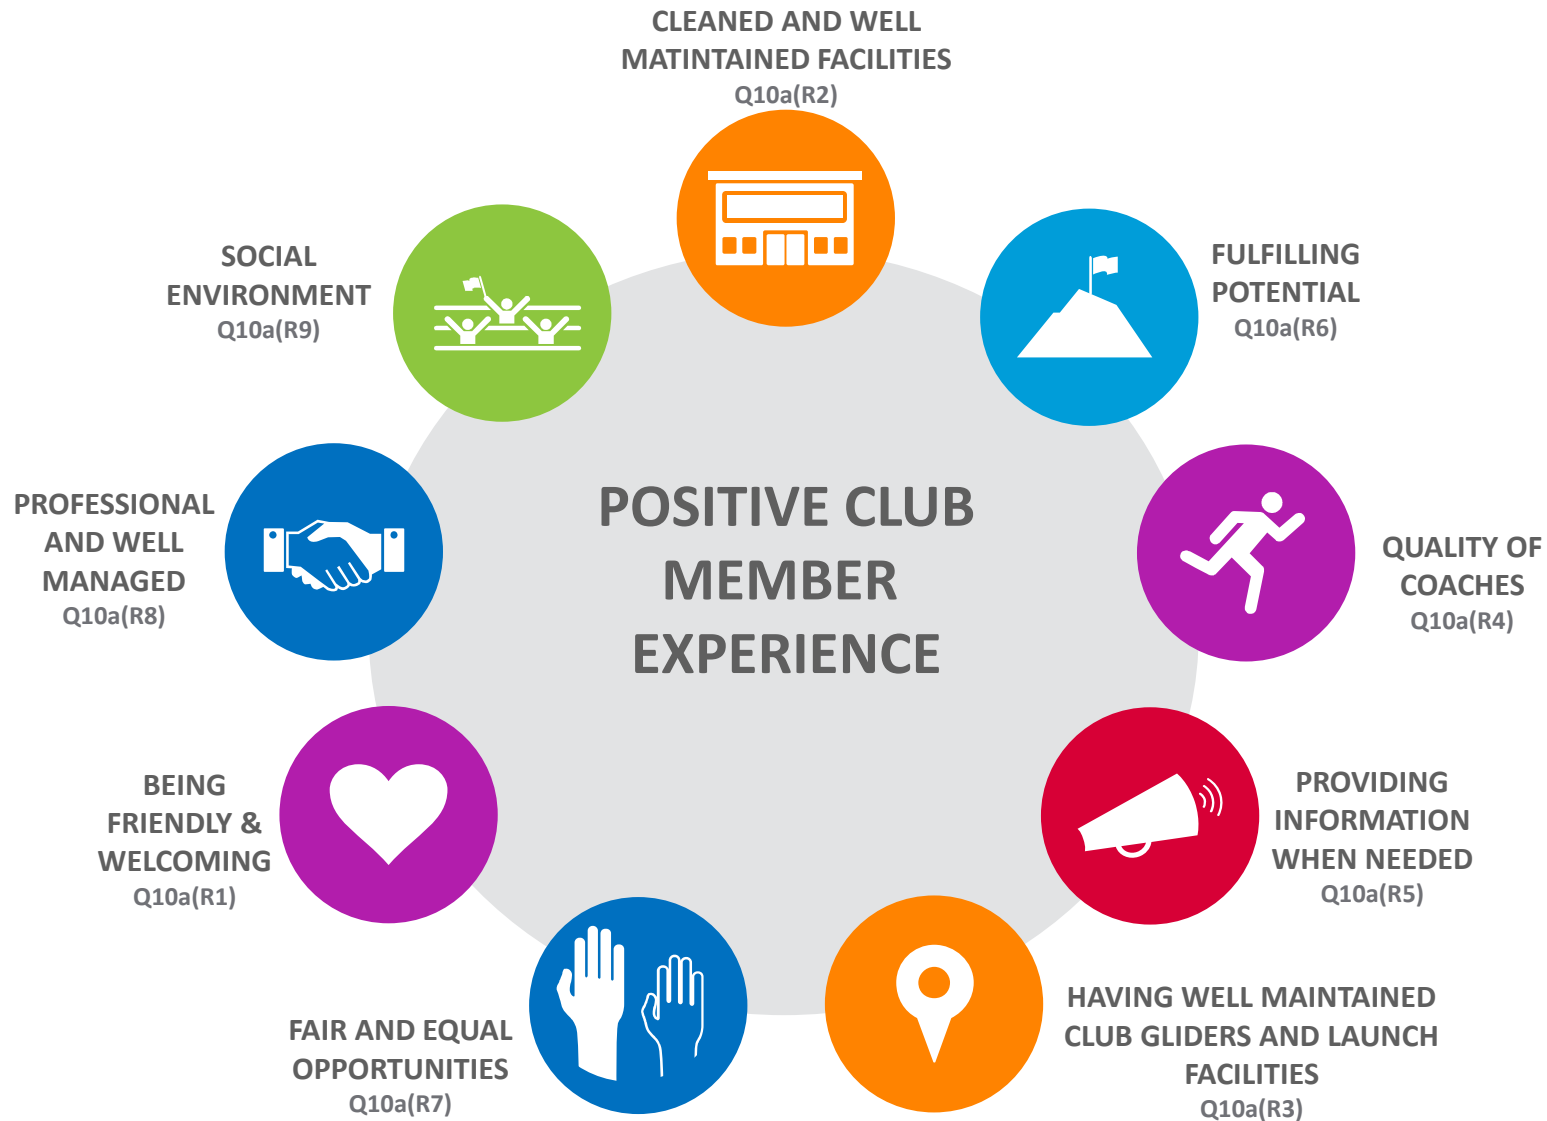 CLEANED AND WELL
MATINTAINED FACILITIES
Q10a(R2)
FULFILLING
POTENTIAL
Q10a(R6)
QUALITY OF
COACHES
Q10a(R4)
PROVIDING
INFORMATION
WHEN NEEDED
Q10a(R5)
HAVING WELL MAINTAINED
CLUB GLIDERS AND LAUNCH
FACILITIES
Q10a(R3)
FAIR AND EQUAL
OPPORTUNITIES
Q10a(R7)
BEING
FRIENDLY &
WELCOMING
Q10a(R1)
PROFESSIONAL
AND WELL
MANAGED
Q10a(R8)
SOCIAL
ENVIRONMENT
Q10a(R9)
POSITIVE CLUB
MEMBER
EXPERIENCE